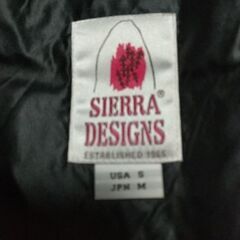 SIERRA
DESIGNS®
ESTABLISHED 1965
USA S
JPN M